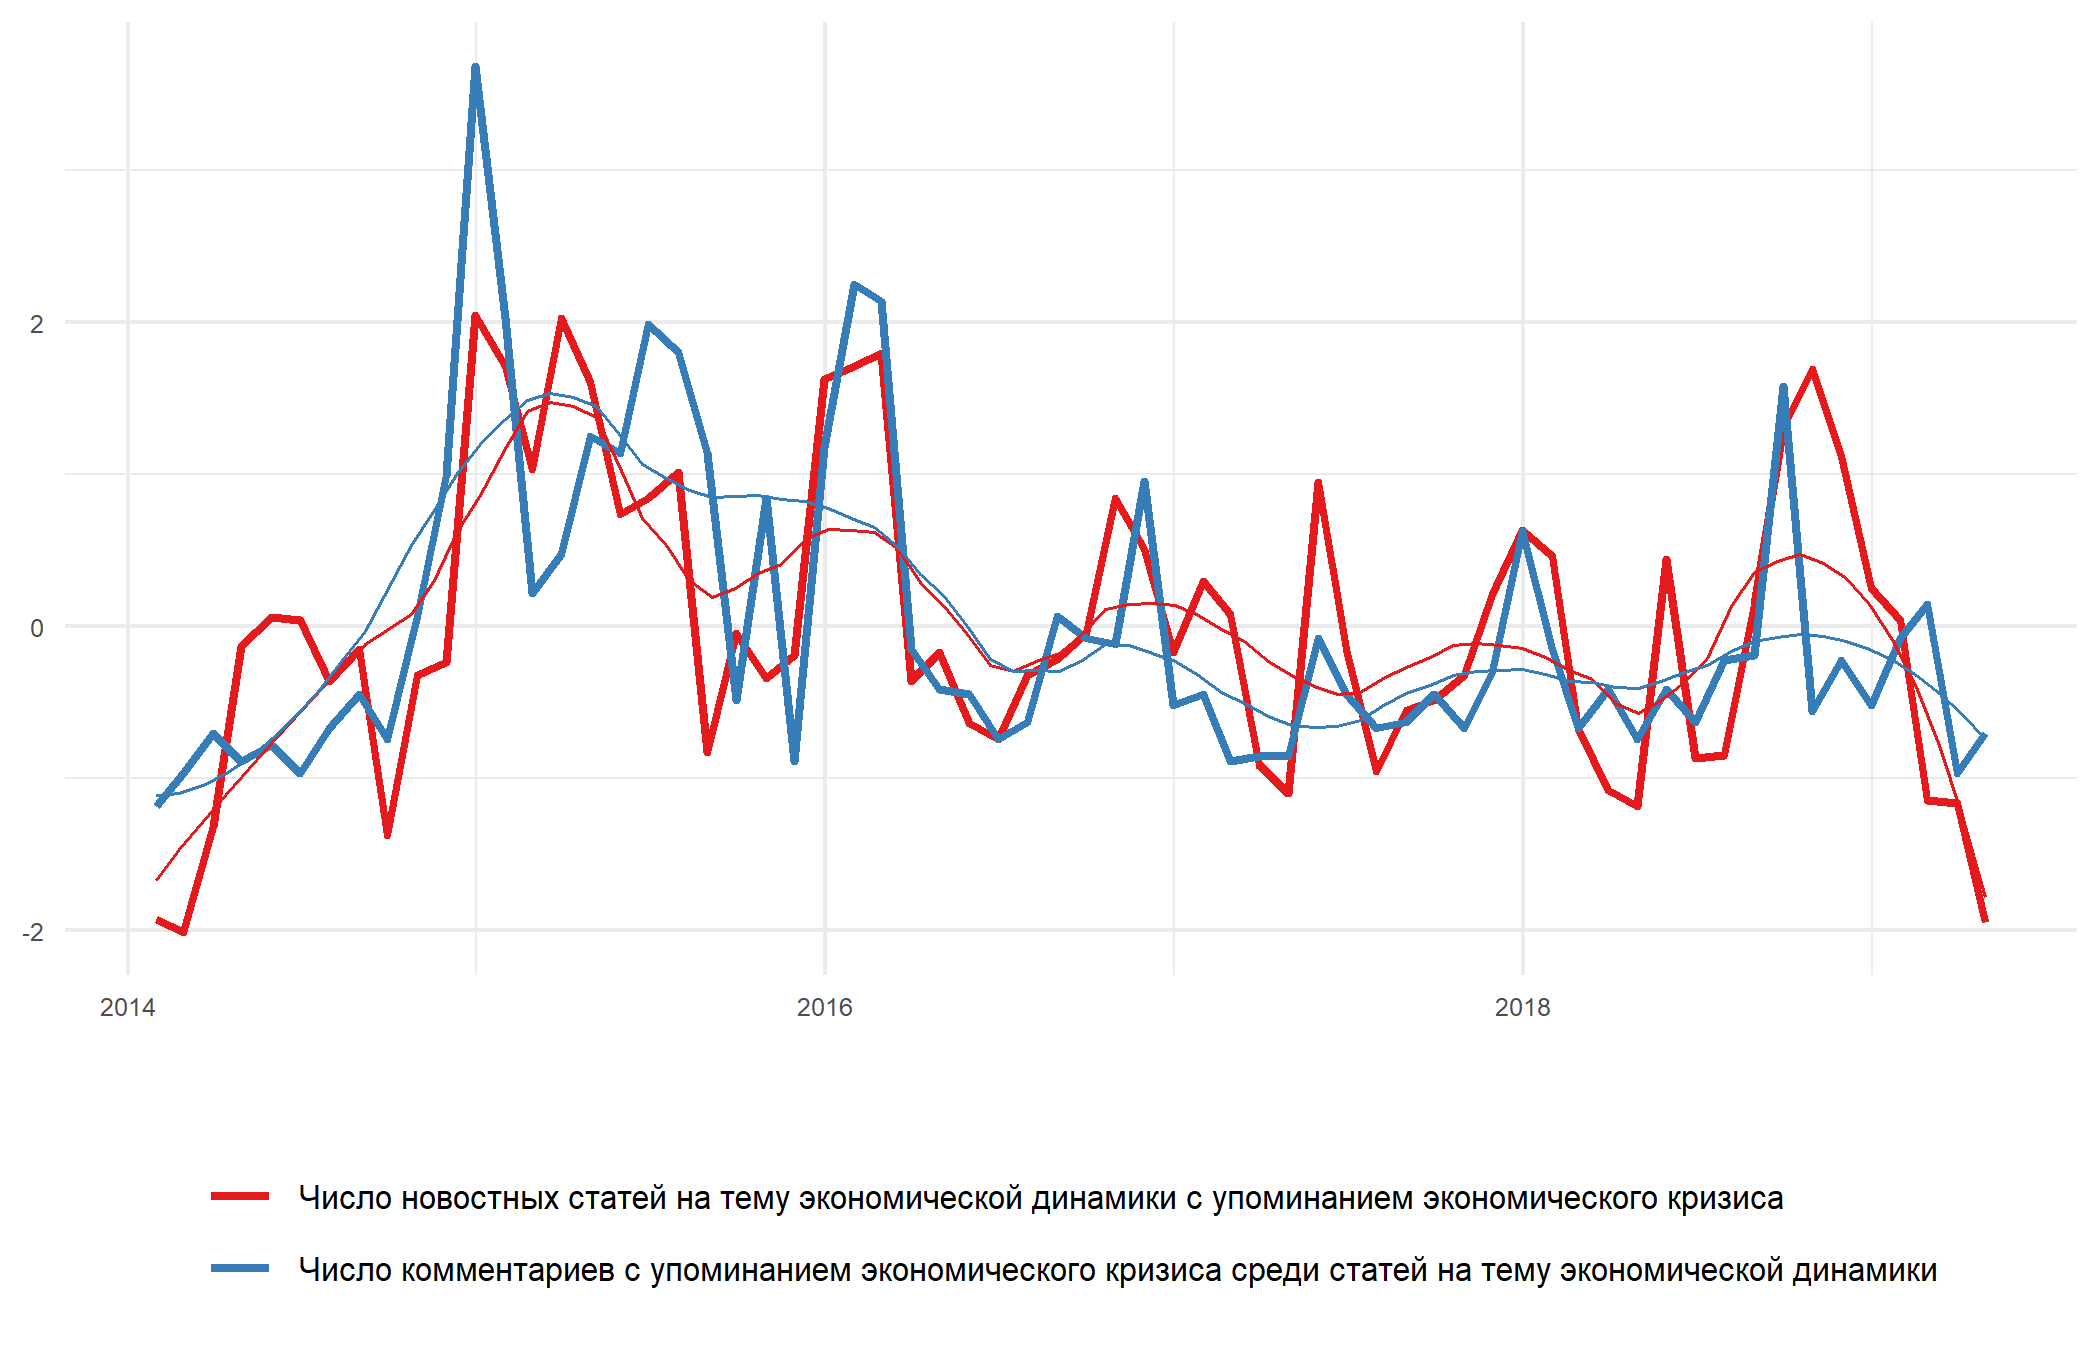 2
0
-2
2014 2016 2018
Число новостных статей на тему экономической динамики с упоминанием экономического кризиса
Число комментариев с упоминанием экономического кризиса среди статей на тему экономической динамики